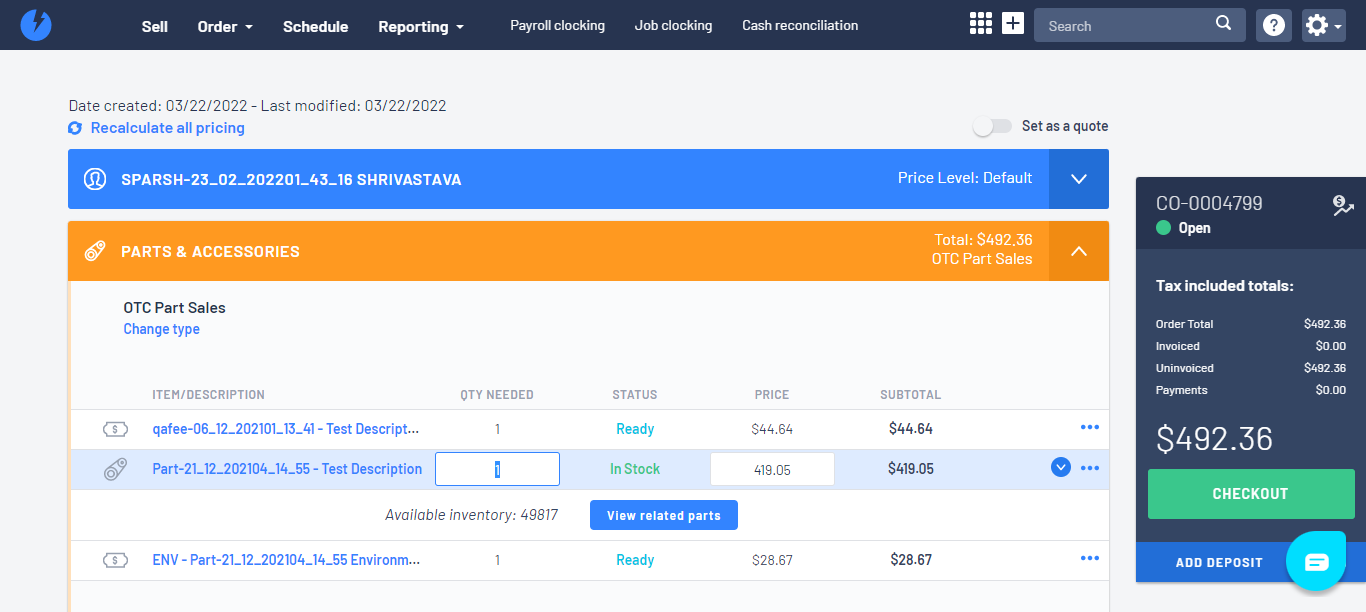 Sell Order Schedule Reporting Payroll clocking Job clocking Cash reconciliation Search
Date created: 03/22/2022 - Last modified: 03/22/2022
Recalculate all pricing
Set as a quote
SPARSH-23_02_202201_43_16 SHRIVASTAVA Price Level: Default
PARTS & ACCESSORIES
Total: $492.36
OTC Part Sales
OTC Part Sales
Change type
ITEM/DESCRIPTION QTY NEEDED STATUS PRICE SUBTOTAL
qafee-06_12_202101_13_41 - Test Descript... 1 Ready $44.64 $44.64
Part-21_12_202104_14_55 - Test Description 1 In Stock 419.05 $419.05
Available inventory: 49817 View related parts
ENV - Part-21_12_202104_14_55 Environm... 1 Ready $28.67 $28.67
CO-0004799
Open
Tax included totals:
Order Total $492.36
Invoiced $0.00
Uninvoiced $492.36
Payments $0.00
$492.36
CHECKOUT
ADD DEPOSIT